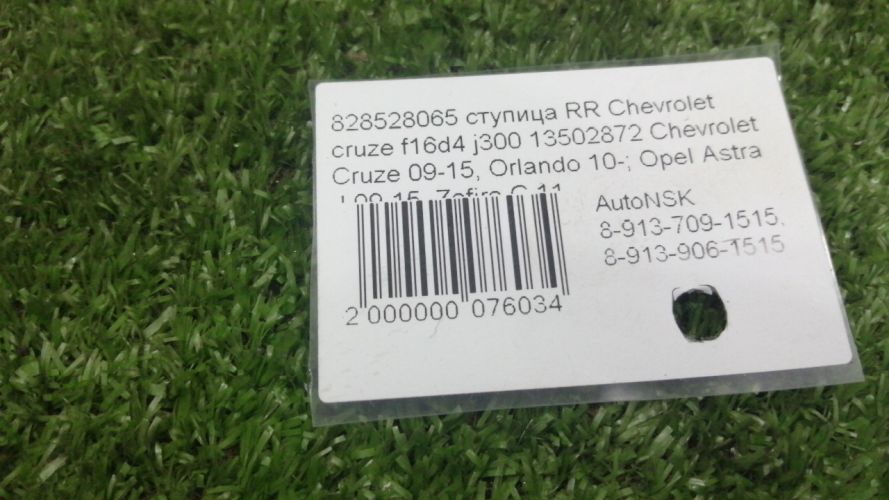 828528065 ступица RR Chevrolet
cruze f16d4 j300 13502872 Chevrolet
Cruze 09-15, Orlando 10-; Opel Astra
AutoNSK
8-913-709-1515,
8-913-906-1515
2 000000 076034